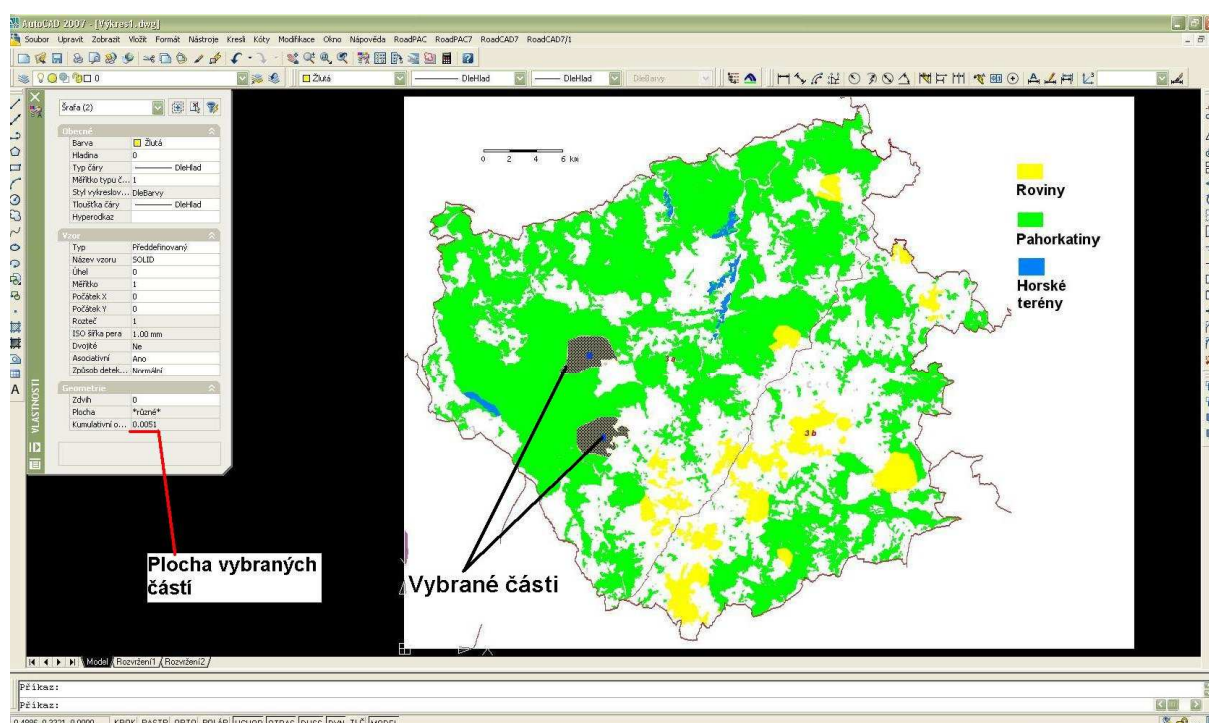 AutoCAD 2007 - [Výkres1.dwg]
Soubor Upravit Zobrazit Vložit Formát Nástroje Kresli Kóty Modifikace Okno Nápověda RoadPAC RoadPAC7 RoadCAD7 RoadCAD7/1
0 Žlutá DleHlad DleHlad DleBarvy
Šrafa (2)
Obecné
Barva Žlutá
Hladina 0
Typ čáry DleHlad
Měřítko typu č... 1
Styl vykreslov... DleBarvy
Tloušťka čáry DleHlad
Hyperodkaz
Vzor
Typ Předdefinovaný
Název vzoru SOLID
Úhel 0
Měřítko 1
Počátek X 0
Počátek Y 0
Rozteč 1
ISO šířka pera 1.00 mm
Dvojité Ne
Asociativní Ano
Způsob detek... Normální
Geometrie
Zdvih 0
Plocha *různé*
Kumulativní o... 0.0051
VLASTNOSTI
0 2 4 6 km
Roviny
Pahorkatiny
Horské
terény
3 a
3 b
Plocha vybraných
částí
Vybrané části
Model Rozvržení1 Rozvržení2
Příkaz:
Příkaz:
KROK RASTR ORTO POLÁR UCHOP OTRAS DUSS DYN TLČ MODEL